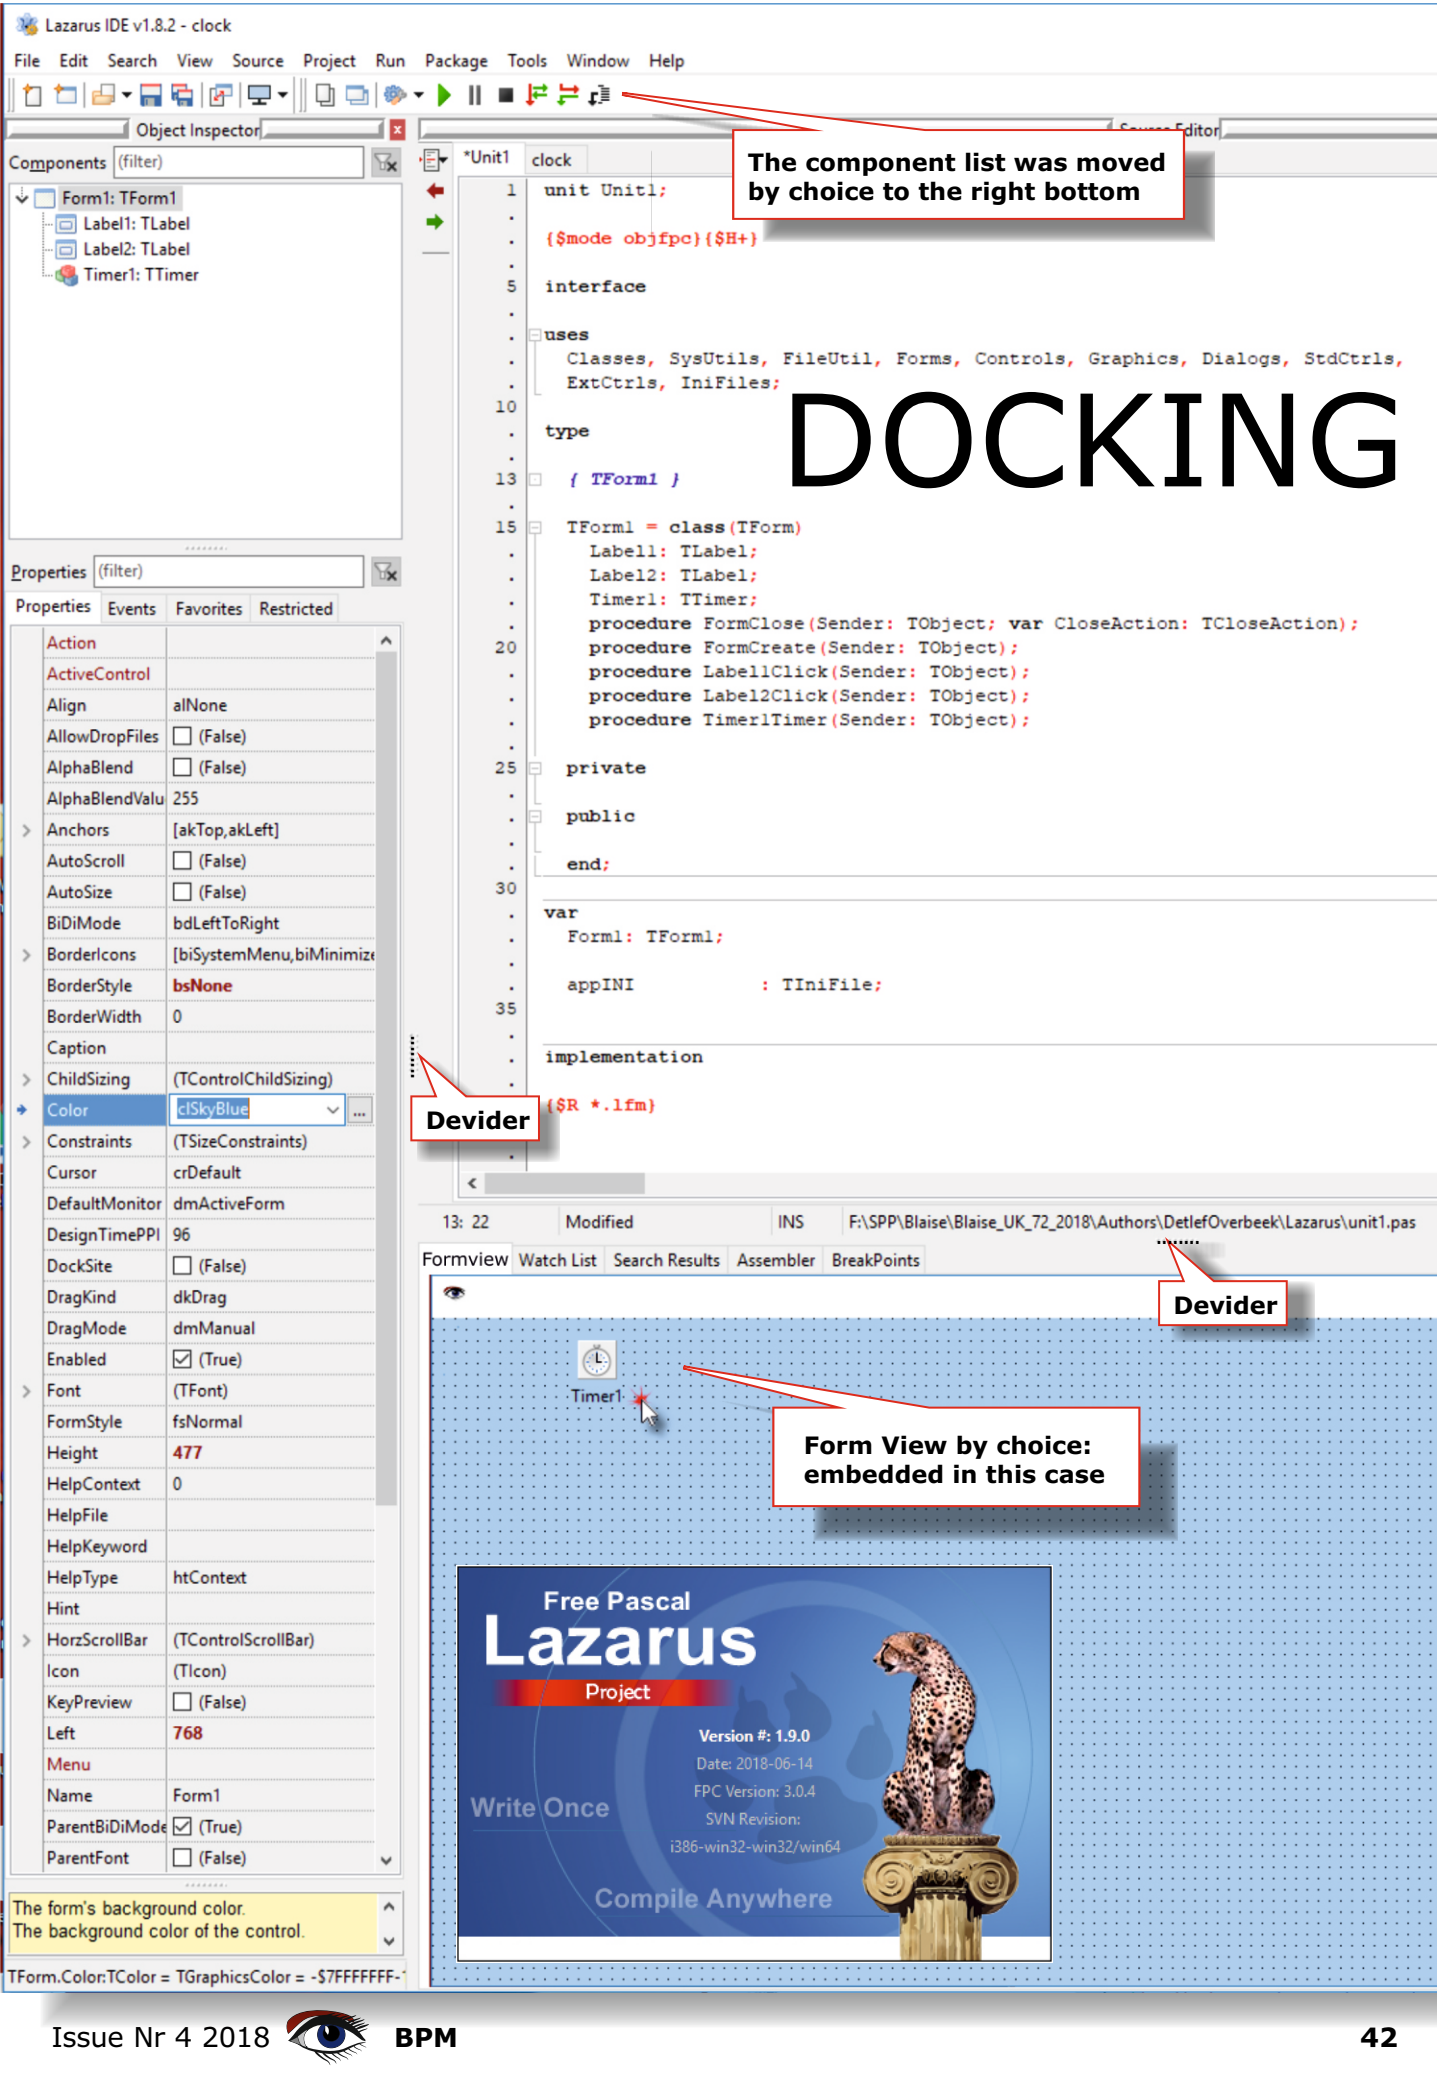 Lazarus IDE v1.8.2 - clock
File Edit Search View Source Project Run Package Tools Window Help
Object Inspector
Components (filter)
Form1: TForm1
Label1: TLabel
Label2: TLabel
Timer1: TTimer
Properties (filter)
Properties Events Favorites Restricted
Action
ActiveControl
Align alNone
AllowDropFiles (False)
AlphaBlend (False)
AlphaBlendValu 255
Anchors [akTop,akLeft]
AutoScroll (False)
AutoSize (False)
BiDiMode bdLeftToRight
BorderIcons [biSystemMenu,biMinimize
BorderStyle bsNone
BorderWidth 0
Caption
ChildSizing (TControlChildSizing)
Color clSkyBlue ...
Constraints (TSizeConstraints)
Cursor crDefault
DefaultMonitor dmActiveForm
DesignTimePPI 96
DockSite (False)
DragKind dkDrag
DragMode dmManual
Enabled (True)
Font (TFont)
FormStyle fsNormal
Height 477
HelpContext 0
HelpFile
HelpKeyword
HelpType htContext
Hint
HorzScrollBar (TControlScrollBar)
Icon (TIcon)
KeyPreview (False)
Left 768
Menu
Name Form1
ParentBiDiMode (True)
ParentFont (False)
The form's background color.
The background color of the control.
TForm.Color:TColor = TGraphicsColor = -$7FFFFFFF-
Source Editor
The component list was moved
by choice to the right bottom
*Unit1 clock
1 unit Unit1;
{$mode objfpc}{$H+}
5 interface
uses
Classes, SysUtils, FileUtil, Forms, Controls, Graphics, Dialogs, StdCtrls,
ExtCtrls, IniFiles;
10
DOCKING
type
13 { TForm1 }
15 TForm1 = class(TForm)
Label1: TLabel;
Label2: TLabel;
Timer1: TTimer;
procedure FormClose(Sender: TObject; var CloseAction: TCloseAction);
20 procedure FormCreate(Sender: TObject);
procedure Label1Click(Sender: TObject);
procedure Label2Click(Sender: TObject);
procedure Timer1Timer(Sender: TObject);
25 private
public
end;
30
var
Form1: TForm1;
appINI : TIniFile;
35
implementation
{$R *.lfm}
Devider
13: 22 Modified INS F:\SPP\Blaise\Blaise_UK_72_2018\Authors\DetlefOverbeek\Lazarus\unit1.pas
Formview Watch List Search Results Assembler BreakPoints
Devider
Timer1
Form View by choice:
embedded in this case
Free Pascal
Lazarus
Project
Version #: 1.9.0
Date: 2018-06-14
FPC Version: 3.0.4
SVN Revision:
i386-win32-win32/win64
Write Once
Compile Anywhere
Issue Nr 4 2018 BPM 42